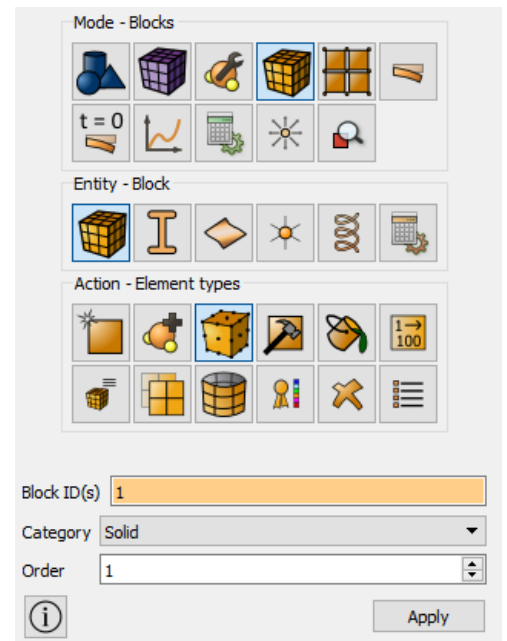 Mode - Blocks
t = 0
Entity - Block
Action - Element types
1→
100
Block ID(s) 1
Category Solid
Order 1
i Apply